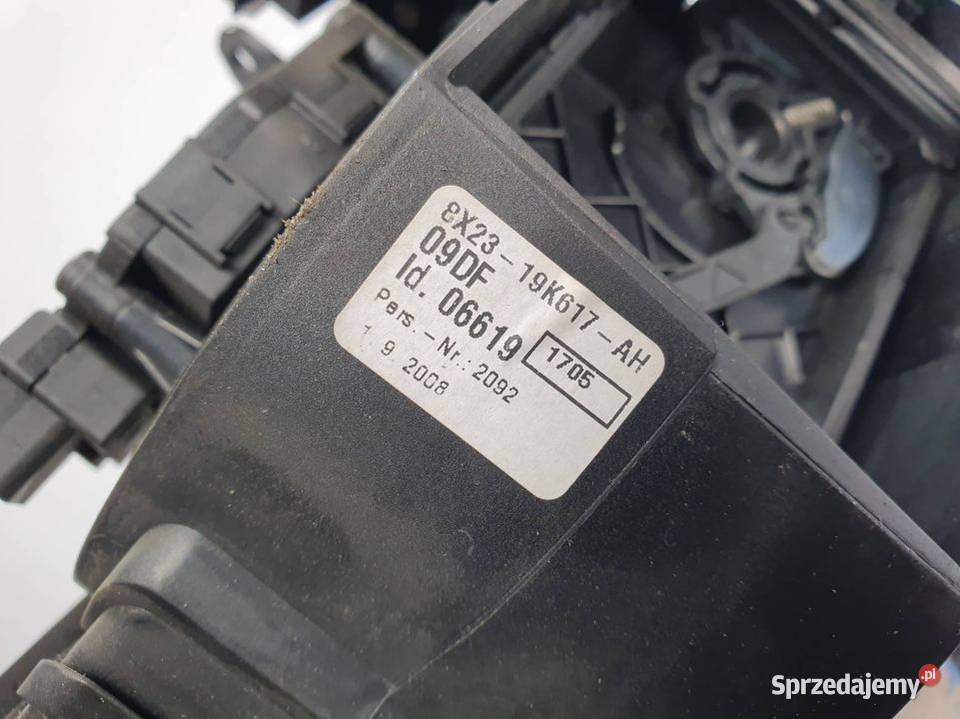 8X23-19K617-AH
09DF
Id. 06619
1705
Pers.-Nr.: 2092
1 9 2008
Sprzedajemy.pl